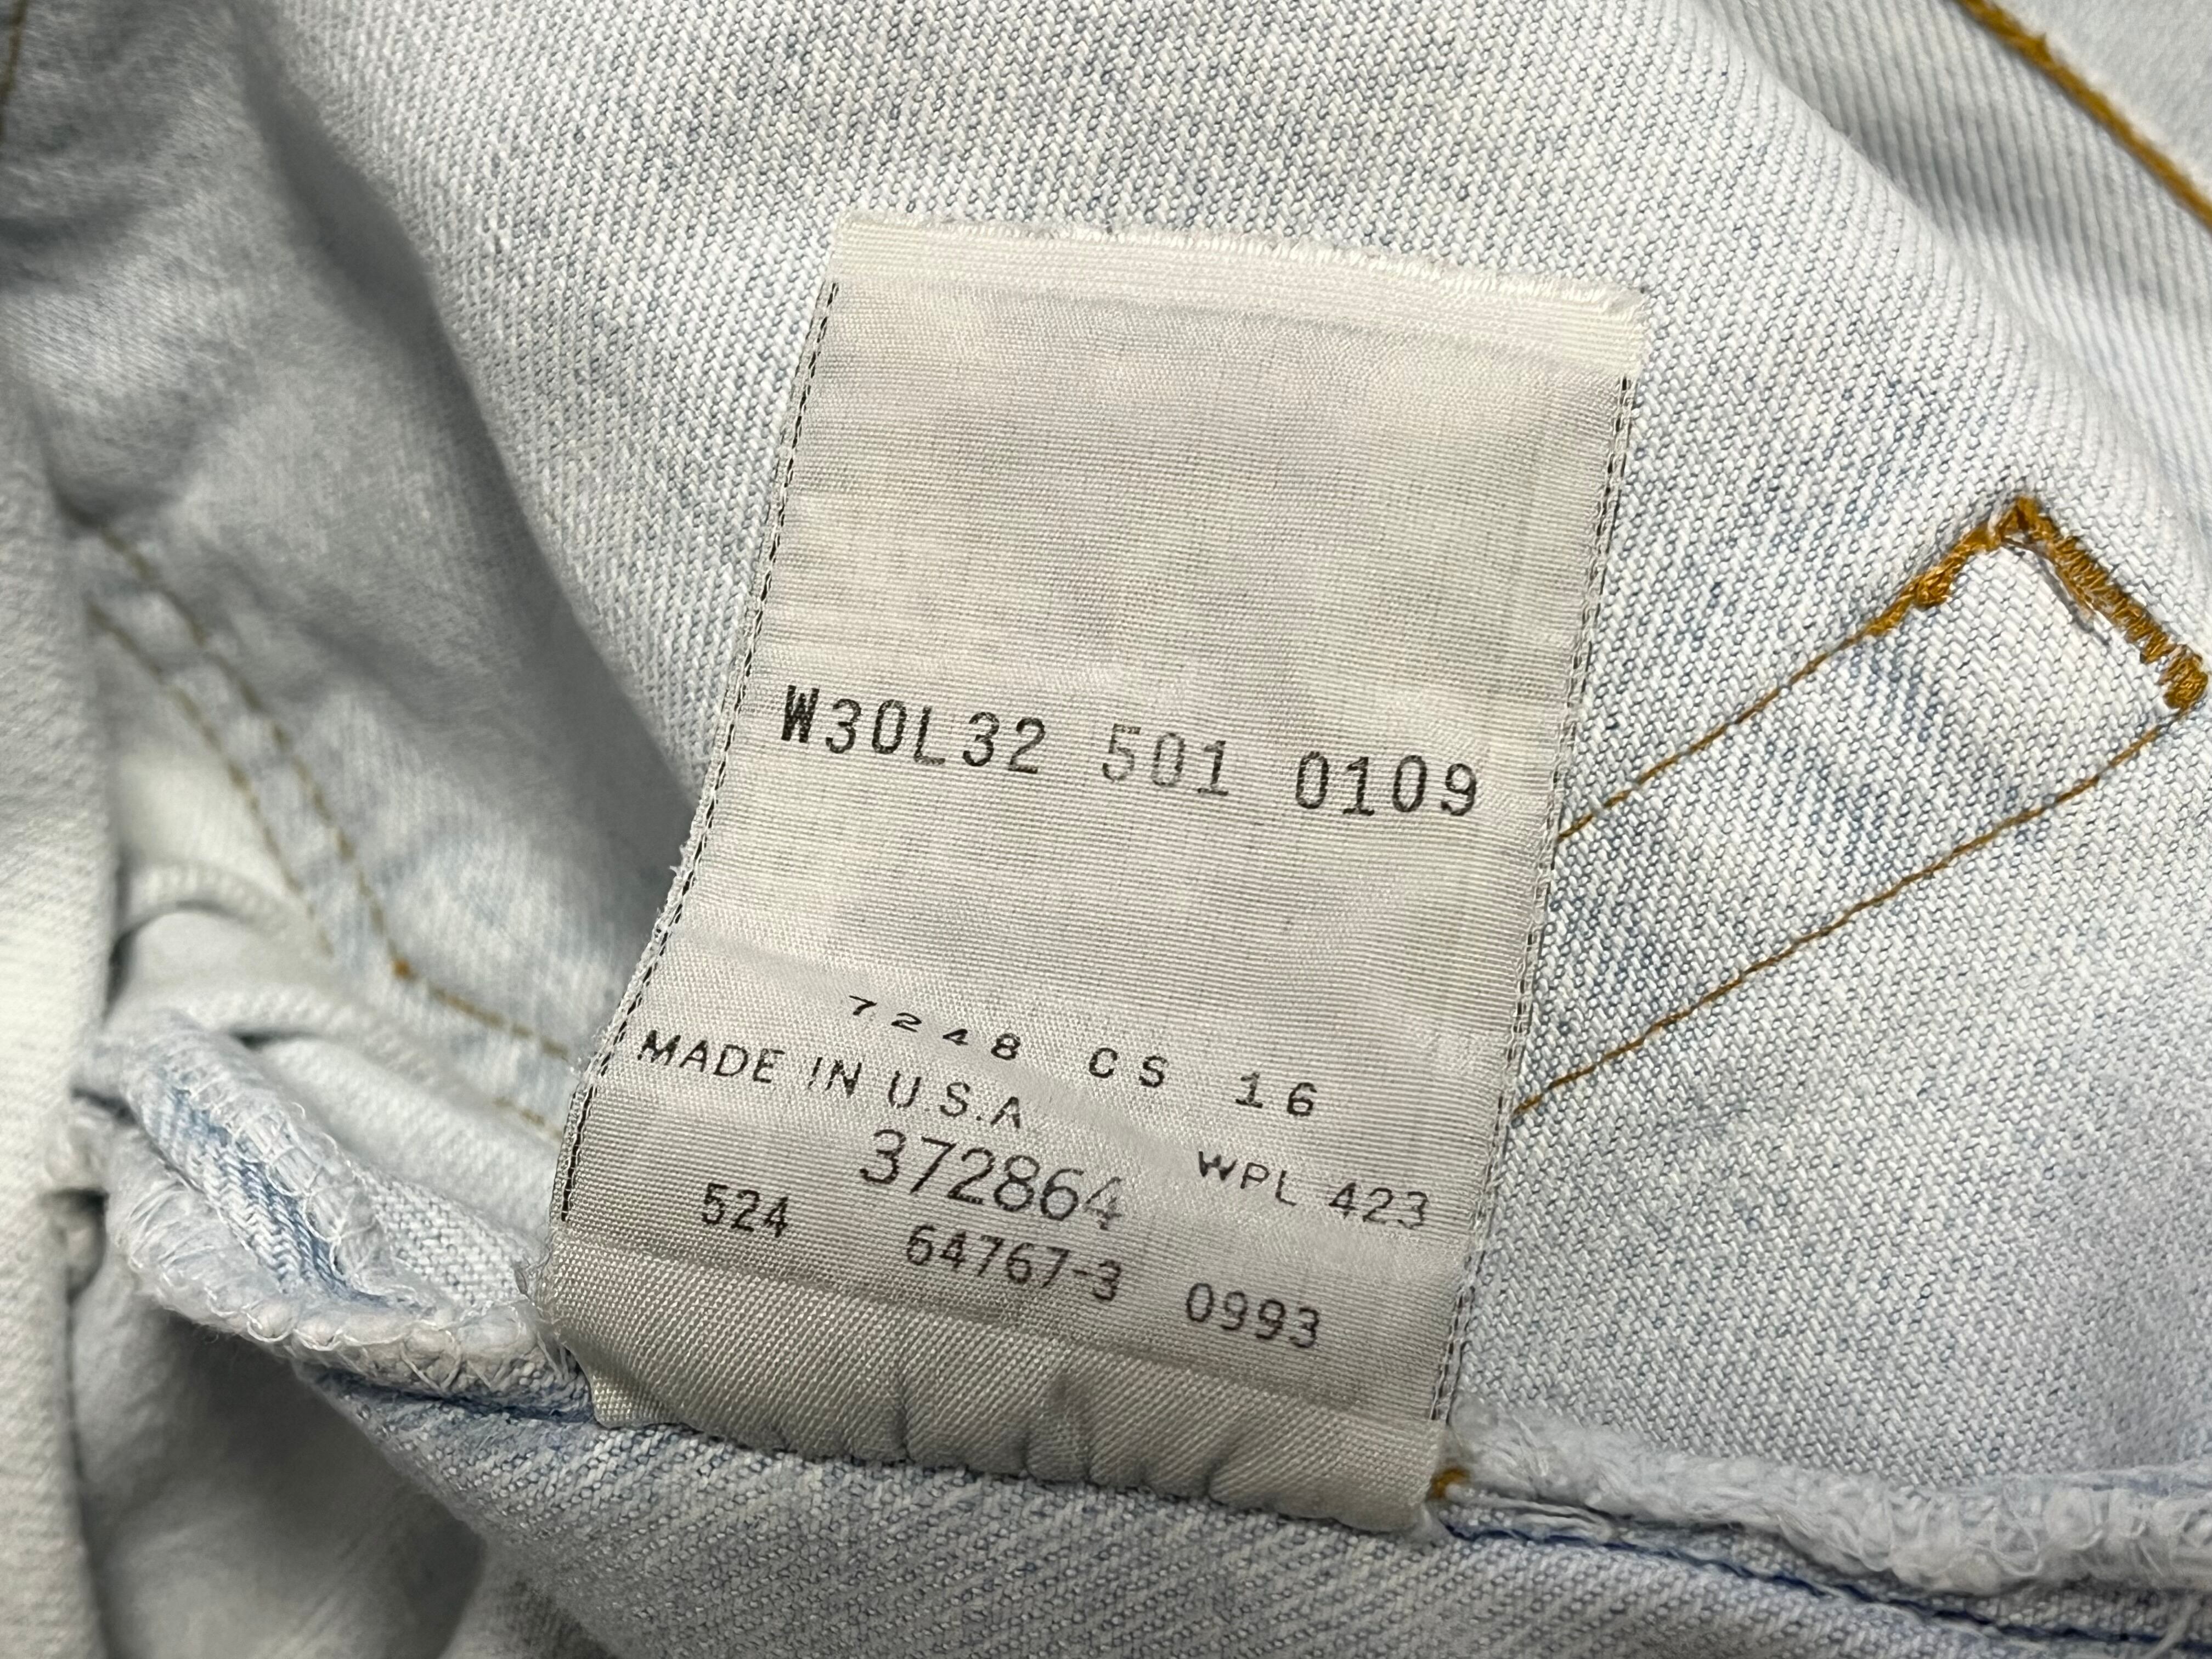 W30L32 501 0109
7248 CS 16
MADE IN U.S.A
372864 WPL 423
524 64767-3 0993